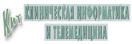 КЛИНИЧЕСКАЯ ИНФОРМАТИКА
И ТЕЛЕМЕДИЦИНА